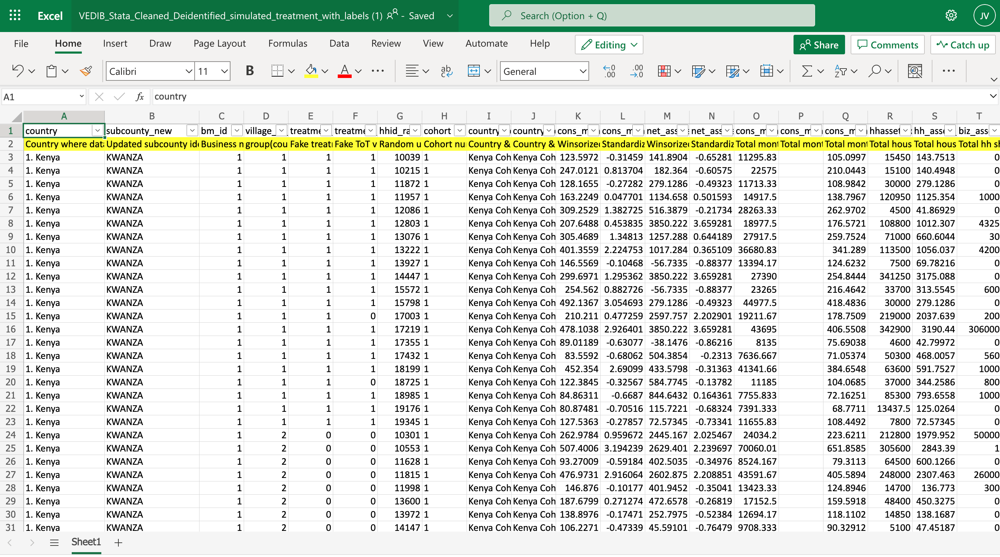 Excel VEDIB_Stata_Cleaned_Deidentified_simulated_treatment_with_labels (1) - Saved Search (Option + Q) JV
File Home Insert Draw Page Layout Formulas Data Review View Automate Help Editing Share Comments Catch up
Calibri 11 B A ab c General .0 .00 .00 .0 A Z
A1 fx country
A B C D E F G H I J K L M N O P Q R S T
1 country subcounty_new bm_id village_ treatme treatme hhid_ra cohort country country cons_m cons_m net_ass net_ass cons_m cons_m cons_m hhasset hh_asse biz_ass
2 Country where data Updated subcounty ide Business n group(cou Fake treati Fake ToT v Random u Cohort nu Country & Country & Winsorized Standardiz Winsorized Standardiz Total mont Total mont Total mont Total hous Total hous Total hh sh
3 1. Kenya KWANZA 1 1 1 1 10039 1 Kenya Coh Kenya Coh 123.5972 -0.31459 141.8904 -0.65281 11295.83 105.0997 15450 143.7513 0
4 1. Kenya KWANZA 1 1 1 1 10215 1 Kenya Coh Kenya Coh 247.0121 0.813704 182.364 -0.60575 22575 210.0443 15100 140.4948 0
5 1. Kenya KWANZA 1 1 1 1 11872 1 Kenya Coh Kenya Coh 128.1655 -0.27282 279.1286 -0.49323 11713.33 108.9842 30000 279.1286 0
6 1. Kenya KWANZA 1 1 1 1 11957 1 Kenya Coh Kenya Coh 163.2249 0.047701 1134.658 0.501593 14917.5 138.7967 120950 1125.354 1000
7 1. Kenya KWANZA 1 1 1 1 12086 1 Kenya Coh Kenya Coh 309.2529 1.382725 516.3879 -0.21734 28263.33 262.9702 4500 41.86929 0
8 1. Kenya KWANZA 1 1 1 1 12803 1 Kenya Coh Kenya Coh 207.6488 0.453835 3850.222 3.659281 18977.5 176.5721 108800 1012.307 4325
9 1. Kenya KWANZA 1 1 1 1 13076 1 Kenya Coh Kenya Coh 305.4689 1.34813 1257.288 0.644189 27917.5 259.7524 71000 660.6044 30
10 1. Kenya KWANZA 1 1 1 1 13222 1 Kenya Coh Kenya Coh 401.3559 2.224753 1017.284 0.365109 36680.83 341.289 113500 1056.037 4200
11 1. Kenya KWANZA 1 1 1 1 13927 1 Kenya Coh Kenya Coh 146.5569 -0.10468 -56.7335 -0.88377 13394.17 124.6232 7500 69.78216 0
12 1. Kenya KWANZA 1 1 1 1 14447 1 Kenya Coh Kenya Coh 299.6971 1.295362 3850.222 3.659281 27390 254.8444 341250 3175.088 0
13 1. Kenya KWANZA 1 1 1 1 15572 1 Kenya Coh Kenya Coh 254.562 0.882726 -56.7335 -0.88377 23265 216.4642 33700 313.5545 600
14 1. Kenya KWANZA 1 1 1 1 15798 1 Kenya Coh Kenya Coh 492.1367 3.054693 279.1286 -0.49323 44977.5 418.4836 30000 279.1286 0
15 1. Kenya KWANZA 1 1 1 0 17003 1 Kenya Coh Kenya Coh 210.211 0.477259 2597.757 2.202901 19211.67 178.7509 219000 2037.639 200
16 1. Kenya KWANZA 1 1 1 1 17219 1 Kenya Coh Kenya Coh 478.1038 2.926401 3850.222 3.659281 43695 406.5508 342900 3190.44 306000
17 1. Kenya KWANZA 1 1 1 1 17355 1 Kenya Coh Kenya Coh 89.01189 -0.63077 -38.1476 -0.86216 8135 75.69038 4600 42.79972 0
18 1. Kenya KWANZA 1 1 1 1 17432 1 Kenya Coh Kenya Coh 83.5592 -0.68062 504.3854 -0.2313 7636.667 71.05374 50300 468.0057 560
19 1. Kenya KWANZA 1 1 1 1 18199 1 Kenya Coh Kenya Coh 452.354 2.69099 433.5798 -0.31363 41341.66 384.6548 63600 591.7527 1000
20 1. Kenya KWANZA 1 1 1 0 18725 1 Kenya Coh Kenya Coh 122.3845 -0.32567 584.7745 -0.13782 11185 104.0685 37000 344.2586 800
21 1. Kenya KWANZA 1 1 1 1 18985 1 Kenya Coh Kenya Coh 84.86311 -0.6687 844.6432 0.164361 7755.833 72.16251 85300 793.6558 1000
22 1. Kenya KWANZA 1 1 1 1 19176 1 Kenya Coh Kenya Coh 80.87481 -0.70516 115.7221 -0.68324 7391.333 68.7711 13437.5 125.0264 0
23 1. Kenya KWANZA 1 1 1 1 19345 1 Kenya Coh Kenya Coh 127.5363 -0.27857 72.57345 -0.73341 11655.83 108.4492 7800 72.57345 0
24 1. Kenya KWANZA 1 2 0 0 10301 1 Kenya Coh Kenya Coh 262.9784 0.959672 2445.167 2.025467 24034.2 223.6211 212800 1979.952 50000
25 1. Kenya KWANZA 1 2 0 0 10553 1 Kenya Coh Kenya Coh 507.4006 3.194239 2629.401 2.239697 70060.01 651.8585 305600 2843.39 1
26 1. Kenya KWANZA 1 2 0 0 11628 1 Kenya Coh Kenya Coh 93.27009 -0.59184 402.5035 -0.34976 8524.167 79.3113 64500 600.1266 0
27 1. Kenya KWANZA 1 2 0 0 11815 1 Kenya Coh Kenya Coh 476.9731 2.916064 2602.875 2.208851 43591.67 405.5894 248000 2307.463 26000
28 1. Kenya KWANZA 1 2 0 0 11998 1 Kenya Coh Kenya Coh 146.876 -0.10177 401.9452 -0.35041 13423.33 124.8946 14700 136.773 300
29 1. Kenya KWANZA 1 2 0 0 13600 1 Kenya Coh Kenya Coh 187.6799 0.271274 472.6578 -0.26819 17152.5 159.5918 48400 450.3275 0
30 1. Kenya KWANZA 1 2 0 0 13972 1 Kenya Coh Kenya Coh 138.8976 -0.17471 252.7975 -0.52384 12694.17 118.1102 14850 138.1687 0
31 1. Kenya KWANZA 1 2 0 0 14147 1 Kenya Coh Kenya Coh 106.2271 -0.47339 45.59101 -0.76479 9708.333 90.32912 5100 47.45187 0
Sheet1